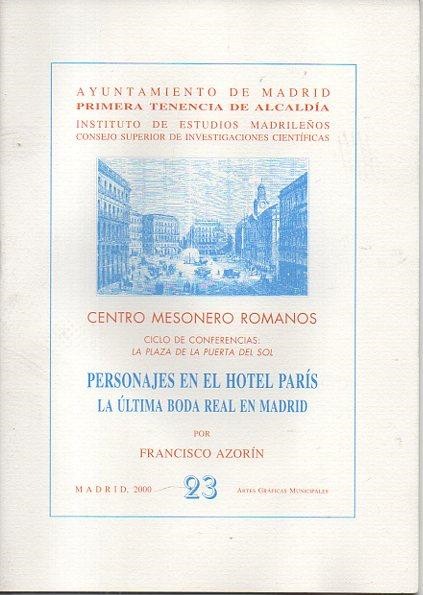 AYUNTAMIENTO DE MADRID
PRIMERA TENENCIA DE ALCALDÍA
INSTITUTO DE ESTUDIOS MADRILEÑOS
CONSEJO SUPERIOR DE INVESTIGACIONES CIENTÍFICAS
CENTRO MESONERO ROMANOS
CICLO DE CONFERENCIAS:
LA PLAZA DE LA PUERTA DEL SOL
PERSONAJES EN EL HOTEL PARÍS
LA ÚLTIMA BODA REAL EN MADRID
POR
FRANCISCO AZORÍN
MADRID, 2000 23 ARTES GRÁFICAS MUNICIPALES